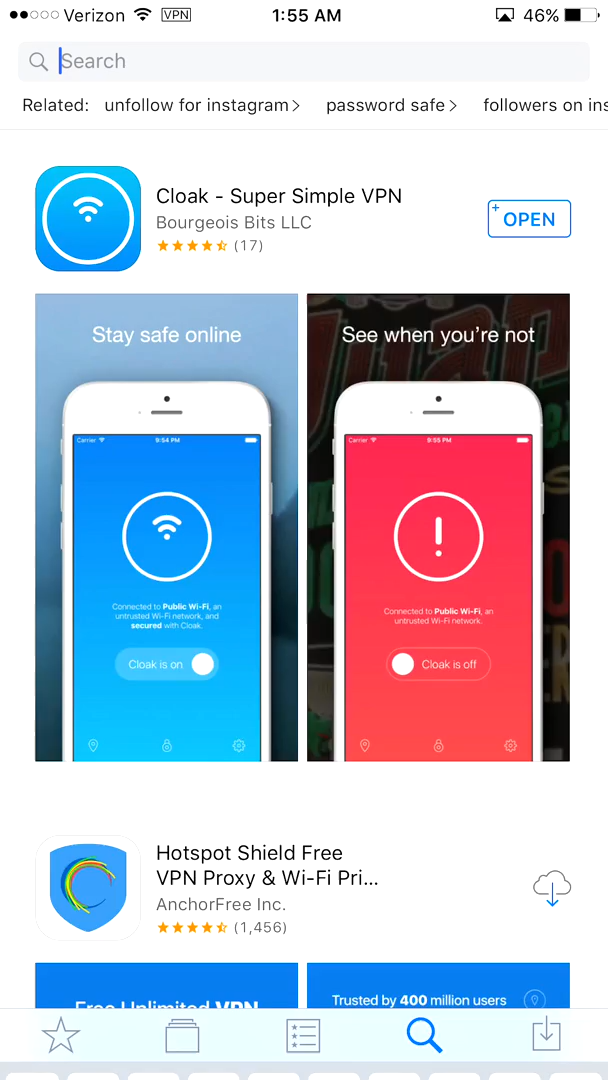 Verizon VPN 1:55 AM 46%
Search
Related: unfollow for instagram > password safe > followers on ins
Cloak - Super Simple VPN
Bourgeois Bits LLC
(17)
+ OPEN
Stay safe online
Carrier 9:54 PM
Connected to Public Wi-Fi, an
untrusted Wi-Fi network, and
secured with Cloak.
Cloak is on
See when you're not
Carrier 9:55 PM
Connected to Public Wi-Fi, an
untrusted Wi-Fi network.
Cloak is off
Hotspot Shield Free
VPN Proxy & Wi-Fi Pri...
AnchorFree Inc.
(1,456)
Free Unlimited VPN
Trusted by 400 million users